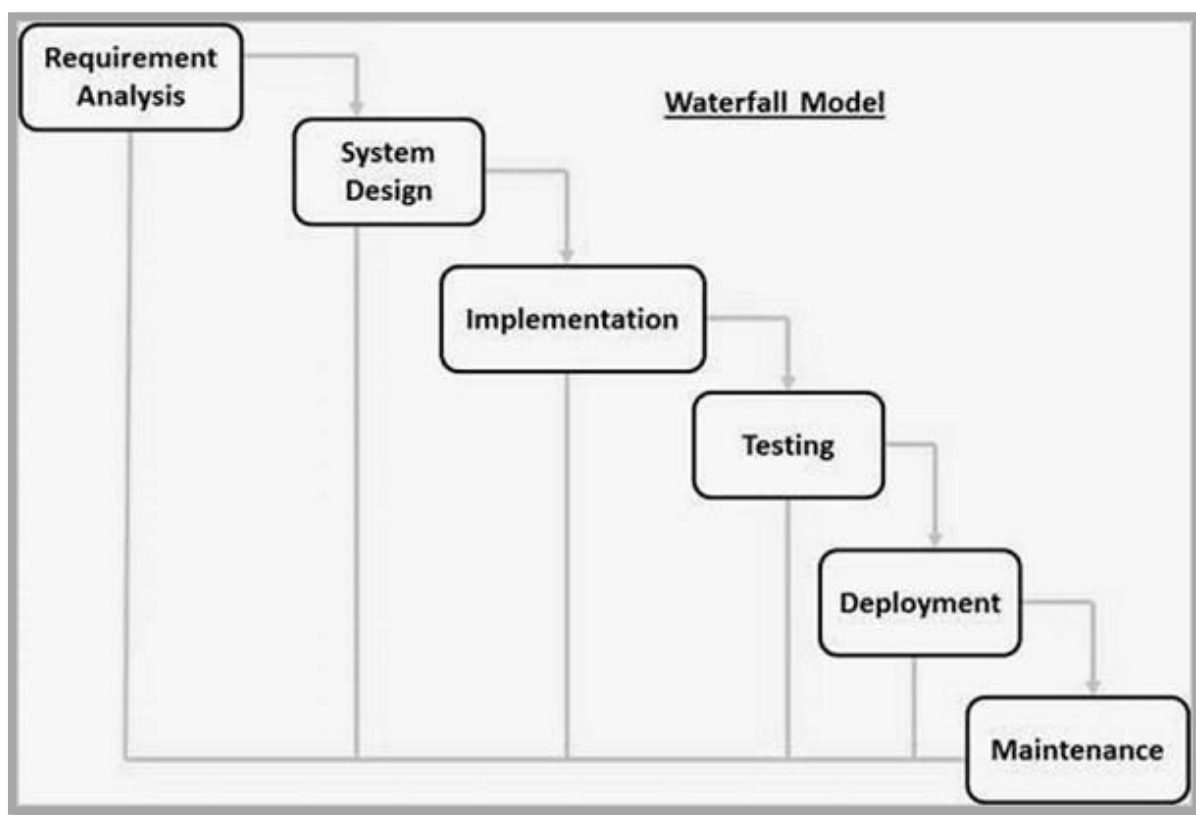 Requirement
Analysis
Waterfall Model
System
Design
Implementation
Testing
Deployment
Maintenance